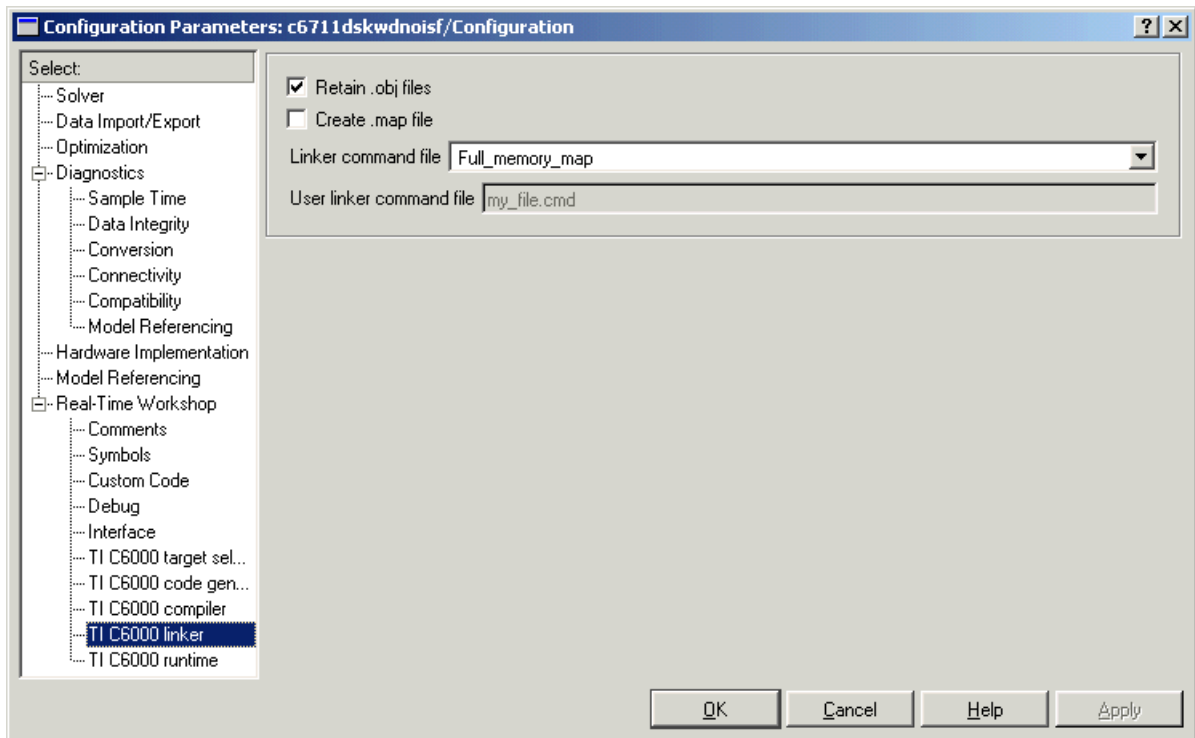 Configuration Parameters: c6711dskwdnoisf/Configuration
Select:
Solver
Data Import/Export
Optimization
Diagnostics
Sample Time
Data Integrity
Conversion
Connectivity
Compatibility
Model Referencing
Hardware Implementation
Model Referencing
Real-Time Workshop
Comments
Symbols
Custom Code
Debug
Interface
TI C6000 target sel...
TI C6000 code gen...
TI C6000 compiler
TI C6000 linker
TI C6000 runtime
Retain .obj files
Create .map file
Linker command file Full_memory_map
User linker command file my_file.cmd
OK Cancel Help Apply